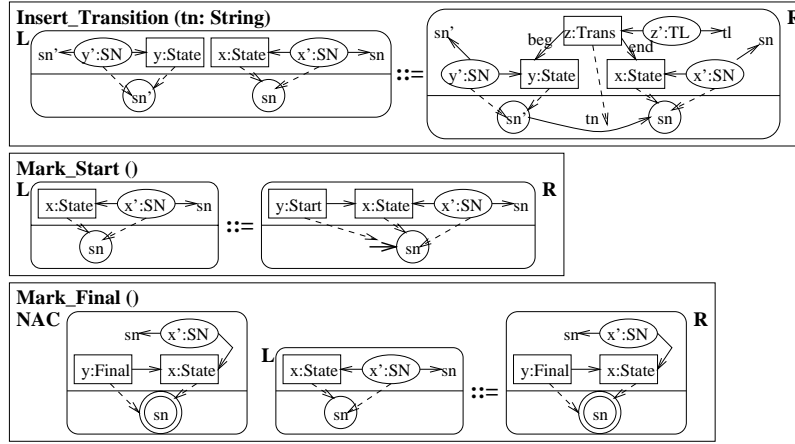 Insert_Transition (tn: String)
L
R
sn' y':SN y:State x:State x':SN sn
sn' sn
::=
sn' z:Trans z':TL tl sn
beg end
y':SN y:State x:State x':SN
sn' tn sn
Mark_Start ()
L
R
x:State x':SN sn
sn
::=
y:Start x:State x':SN sn
sn
Mark_Final ()
NAC
sn x':SN
y:Final x:State
sn
L
x:State x':SN sn
sn
::=
R
sn x':SN
y:Final x:State
sn